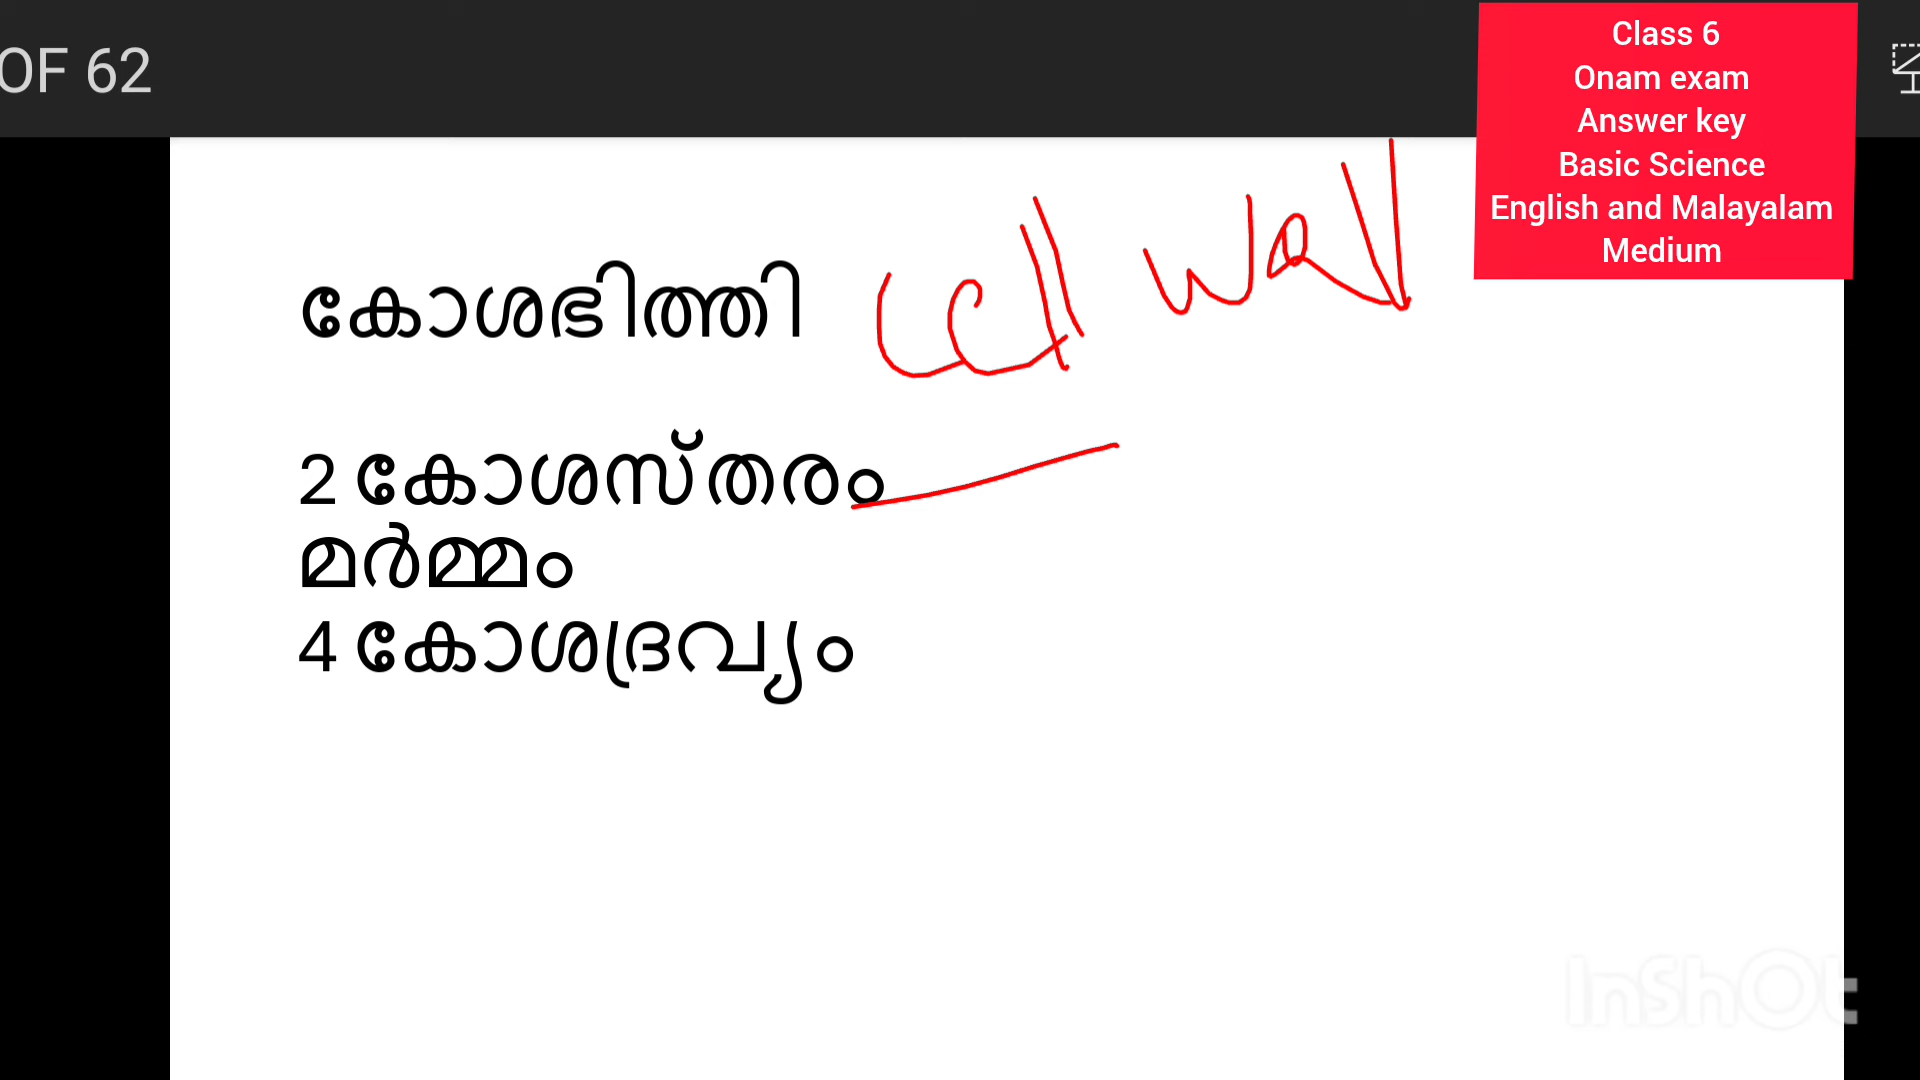 OF 62
Class 6
Onam exam
Answer key
Basic Science
English and Malayalam
Medium
കോശഭിത്തി cell wall
2 കോശസ്തരം
മർമ്മം
4 കോശദ്രവ്യം
InShOt